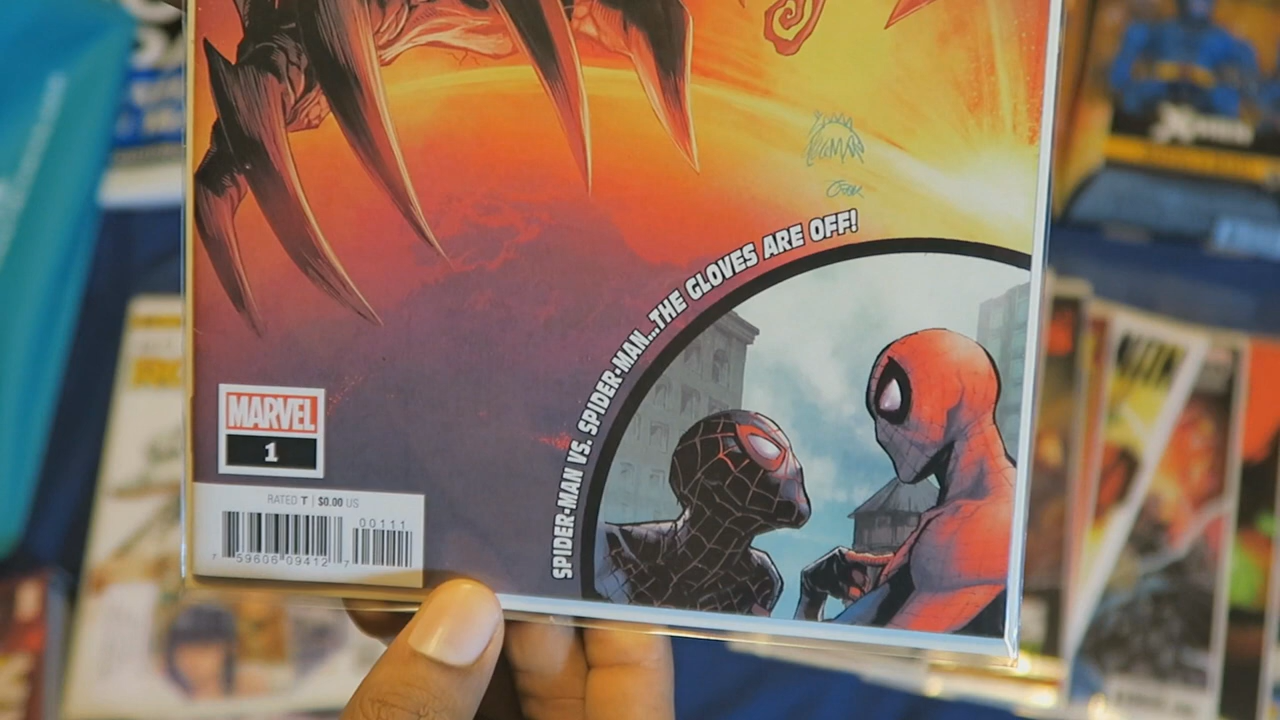 SPIDER-MAN VS. SPIDER-MAN...THE GLOVES ARE OFF!
MARVEL
1
RATED T | $0.00 US
00111
7 59606 09412 7